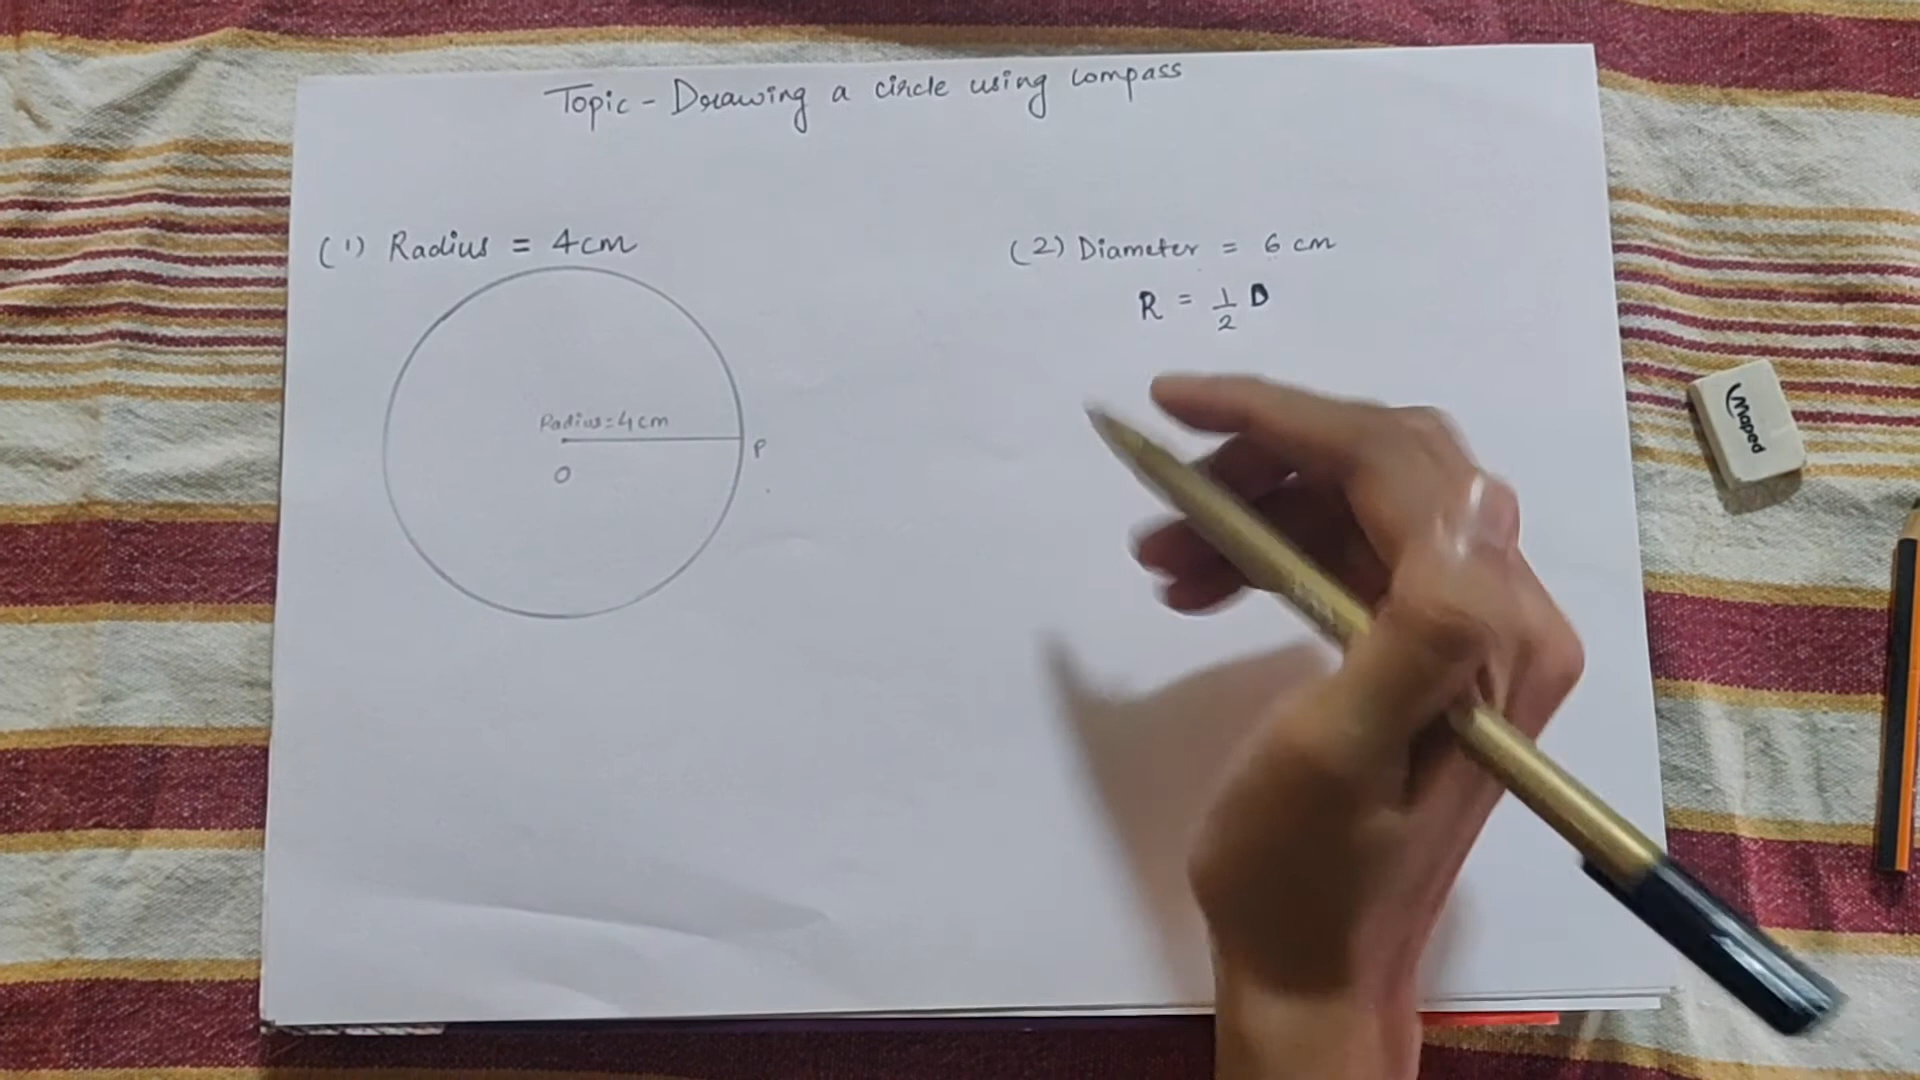 Topic - Drawing a circle using compass
(1) Radius = 4cm
Radius=4cm
P
O
(2) Diameter = 6 cm
R = 1/2 D
Maped